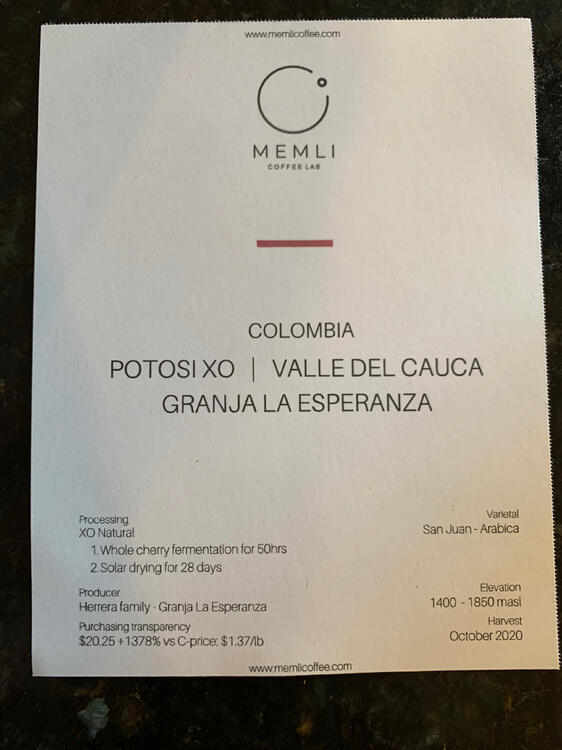 www.memlicoffee.com
MEMLI
COFFEE LAB
COLOMBIA
POTOSI XO | VALLE DEL CAUCA
GRANJA LA ESPERANZA
Processing
XO Natural
1. Whole cherry fermentation for 50hrs
2. Solar drying for 28 days
Producer
Herrera family - Granja La Esperanza
Purchasing transparency
$20.25 +1378% vs C-price: $1.37/lb
Varietal
San Juan - Arabica
Elevation
1400 - 1850 masl
Harvest
October 2020
www.memlicoffee.com